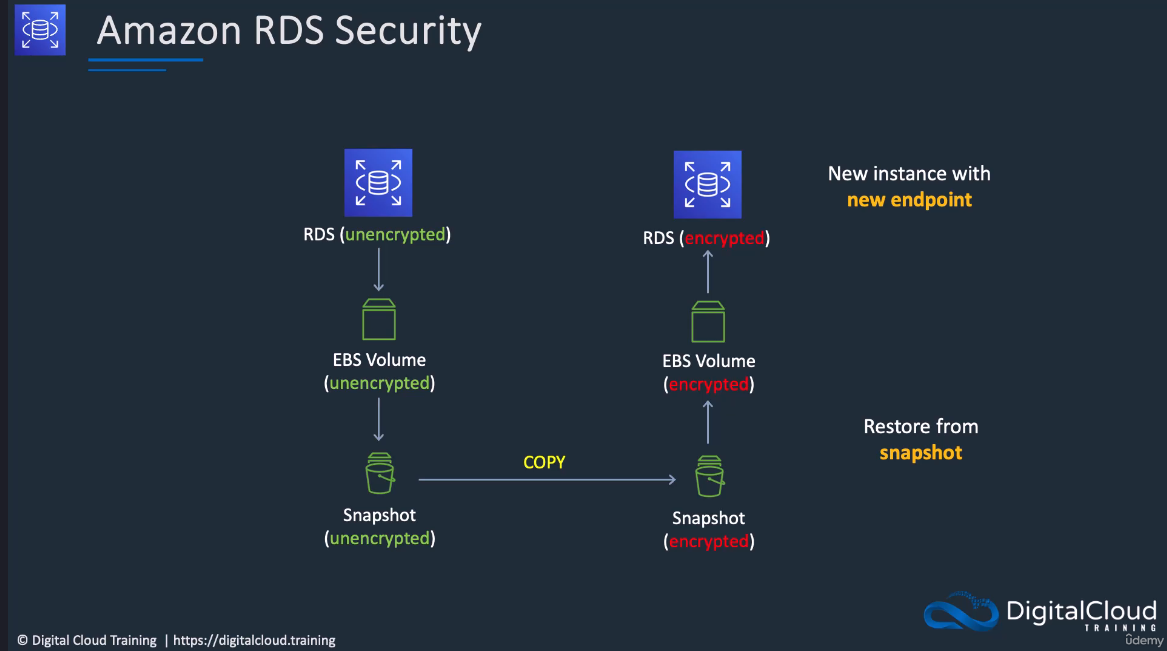 Amazon RDS Security
RDS (unencrypted)
EBS Volume
(unencrypted)
Snapshot
(unencrypted)
COPY
RDS (encrypted)
EBS Volume
(encrypted)
Snapshot
(encrypted)
New instance with
new endpoint
Restore from
snapshot
DigitalCloud
TRAINING
ûdemy
© Digital Cloud Training | https://digitalcloud.training